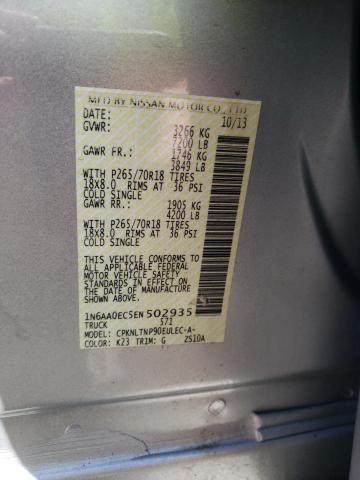 MFD BY NISSAN MOTOR CO., LTD
DATE: 10/13
GVWR: 3266 KG
7200 LB
GAWR FR.: 1746 KG
3849 LB
WITH P265/70R18 TIRES
18X8.0 RIMS AT 36 PSI
COLD SINGLE
GAWR RR.: 1905 KG
4200 LB
WITH P265/70R18 TIRES
18X8.0 RIMS AT 36 PSI
COLD SINGLE
THIS VEHICLE CONFORMS TO
ALL APPLICABLE FEDERAL
MOTOR VEHICLE SAFETY
STANDARDS IN EFFECT
ON THE DATE OF
MANUFACTURE SHOWN ABOVE
1N6AA0EC5EN502935
TRUCK 571
MODEL: CPKNLTNP90EULEC-A-
COLOR: K23 TRIM: G ZS10A